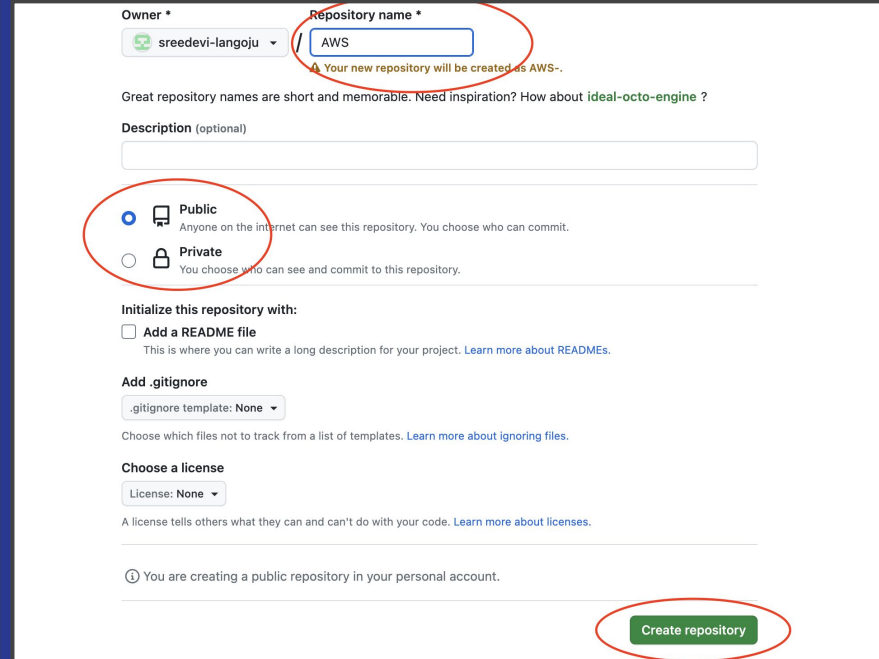 Owner * Repository name *
sreedevi-langoju / AWS
Your new repository will be created as AWS-.
Great repository names are short and memorable. Need inspiration? How about ideal-octo-engine ?
Description (optional)
Public
Anyone on the internet can see this repository. You choose who can commit.
Private
You choose who can see and commit to this repository.
Initialize this repository with:
Add a README file
This is where you can write a long description for your project. Learn more about READMEs.
Add .gitignore
.gitignore template: None
Choose which files not to track from a list of templates. Learn more about ignoring files.
Choose a license
License: None
A license tells others what they can and can't do with your code. Learn more about licenses.
You are creating a public repository in your personal account.
Create repository